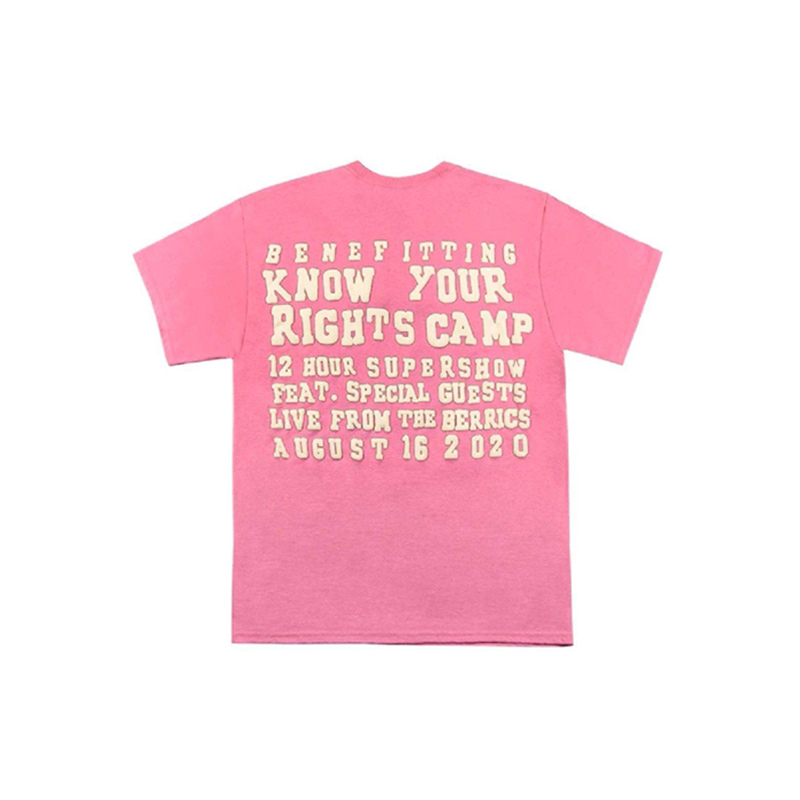 BENEFITTING
KNOW YOUR
RIGHTS CAMP
12 HOUR SUPERSHOW
FEAT. SPECIAL GUESTS
LIVE FROM THE BERRICS
AUGUST 16 2020